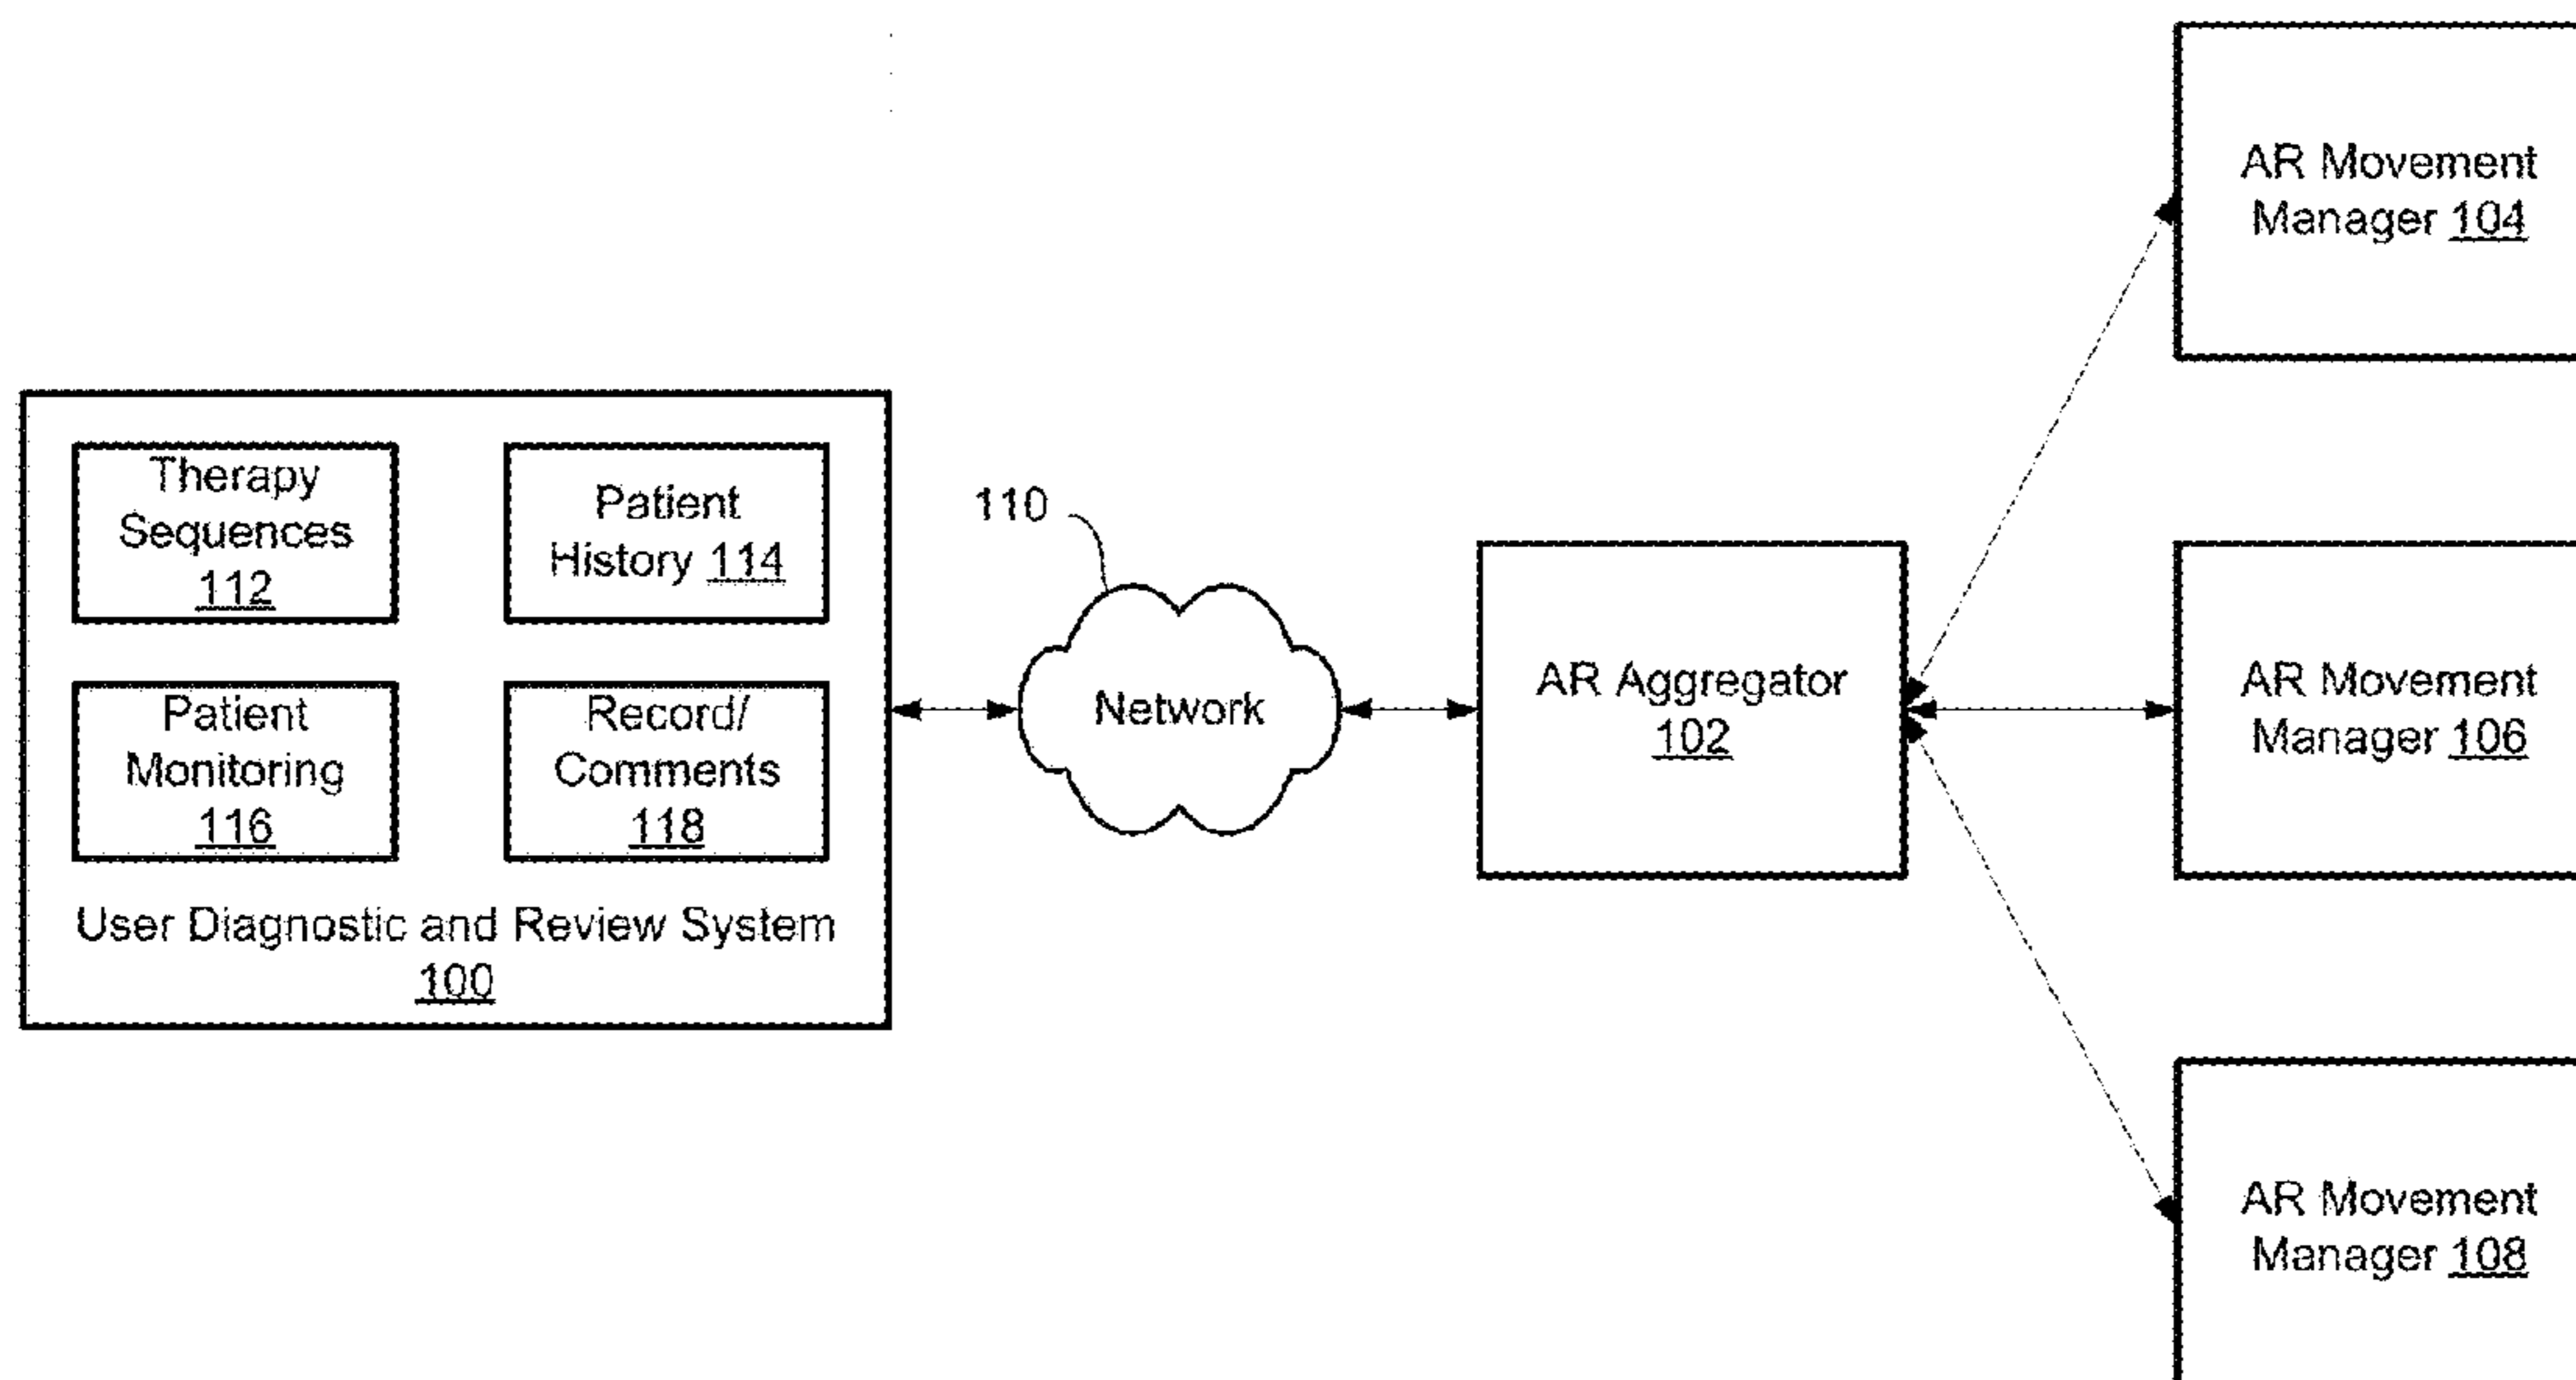 Therapy
Sequences
112
Patient
History 114
Patient
Monitoring
116
Record/
Comments
118
User Diagnostic and Review System
100
110
Network
AR Aggregator
102
AR Movement
Manager 104
AR Movement
Manager 106
AR Movement
Manager 108